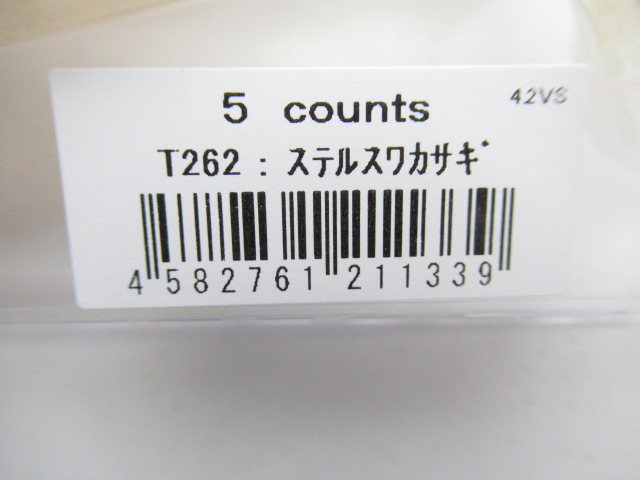 5 counts
42VS
T262 : ｽﾃﾙｽﾜｶｻｷﾞ
4 582761 211339